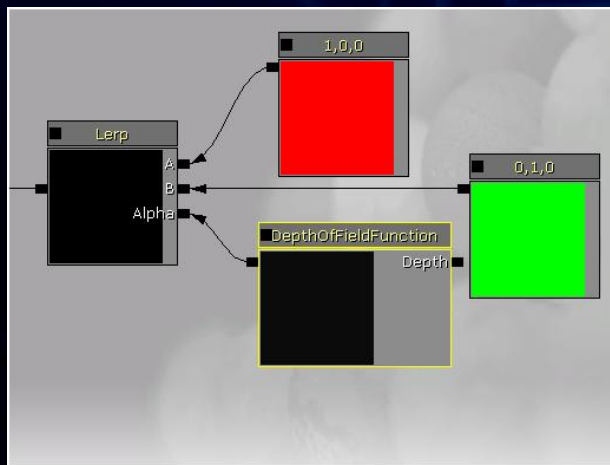 1,0,0
Lerp
A
B
Alpha
0,1,0
DepthOfFieldFunction
Depth